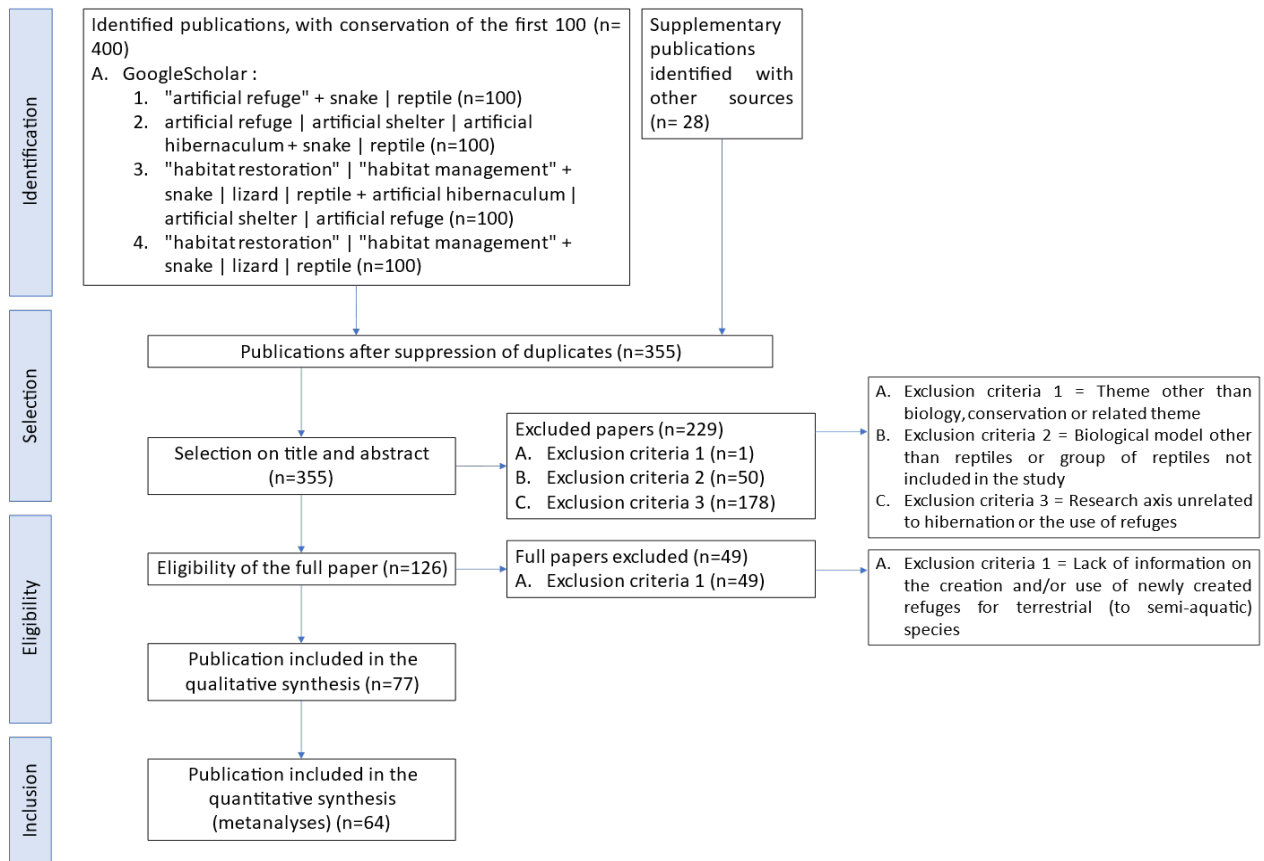 Identification
Identified publications, with conservation of the first 100 (n=
400)
A. GoogleScholar :
1. "artificial refuge" + snake | reptile (n=100)
2. artificial refuge | artificial shelter | artificial
hibernaculum + snake | reptile (n=100)
3. "habitat restoration" | "habitat management" +
snake | lizard | reptile + artificial hibernaculum |
artificial shelter | artificial refuge (n=100)
4. "habitat restoration" | "habitat management" +
snake | lizard | reptile (n=100)
Supplementary
publications
identified with
other sources
(n= 28)
Selection
Publications after suppression of duplicates (n=355)
Selection on title and abstract
(n=355)
Excluded papers (n=229)
A. Exclusion criteria 1 (n=1)
B. Exclusion criteria 2 (n=50)
C. Exclusion criteria 3 (n=178)
A. Exclusion criteria 1 = Theme other than
biology, conservation or related theme
B. Exclusion criteria 2 = Biological model other
than reptiles or group of reptiles not
included in the study
C. Exclusion criteria 3 = Research axis unrelated
to hibernation or the use of refuges
Eligibility
Eligibility of the full paper (n=126)
Full papers excluded (n=49)
A. Exclusion criteria 1 (n=49)
A. Exclusion criteria 1 = Lack of information on
the creation and/or use of newly created
refuges for terrestrial (to semi-aquatic)
species
Publication included in the
qualitative synthesis (n=77)
Inclusion
Publication included in the
quantitative synthesis
(metanalyses) (n=64)